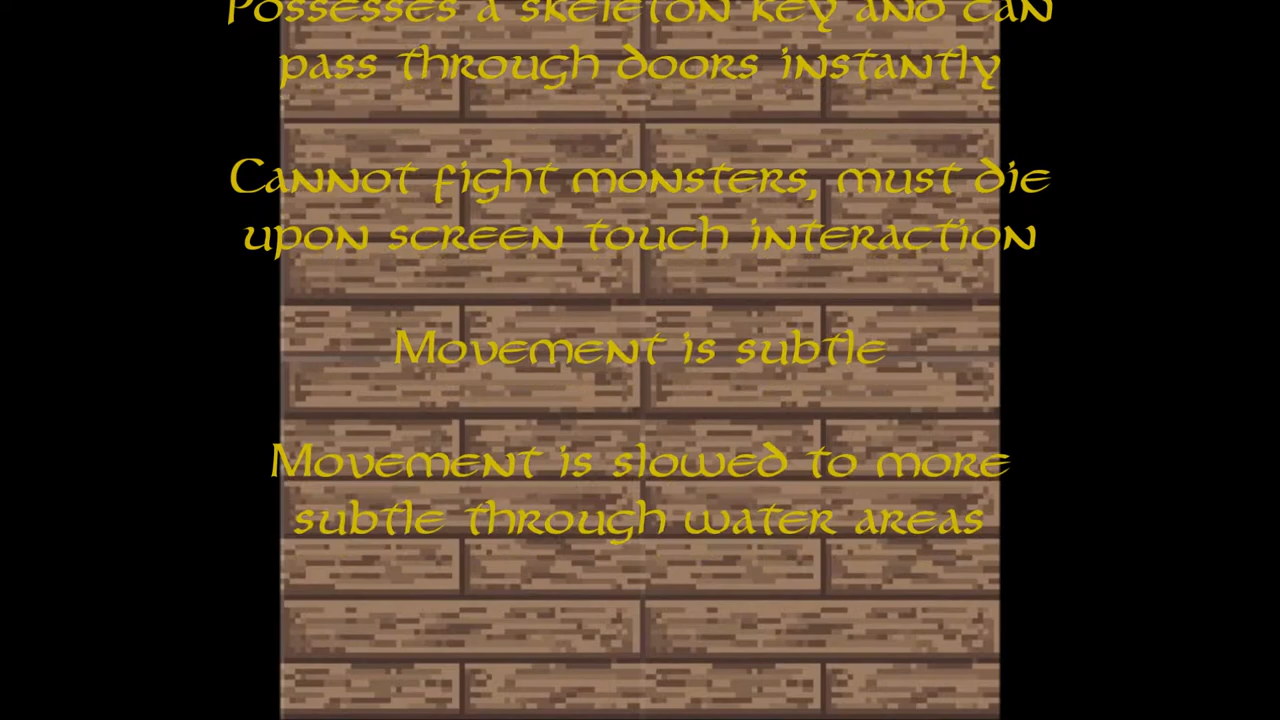 Possesses a skeleton key and can
pass through doors instantly
Cannot fight monsters, must die
upon screen touch interaction
Movement is subtle
Movement is slowed to more
subtle through water areas